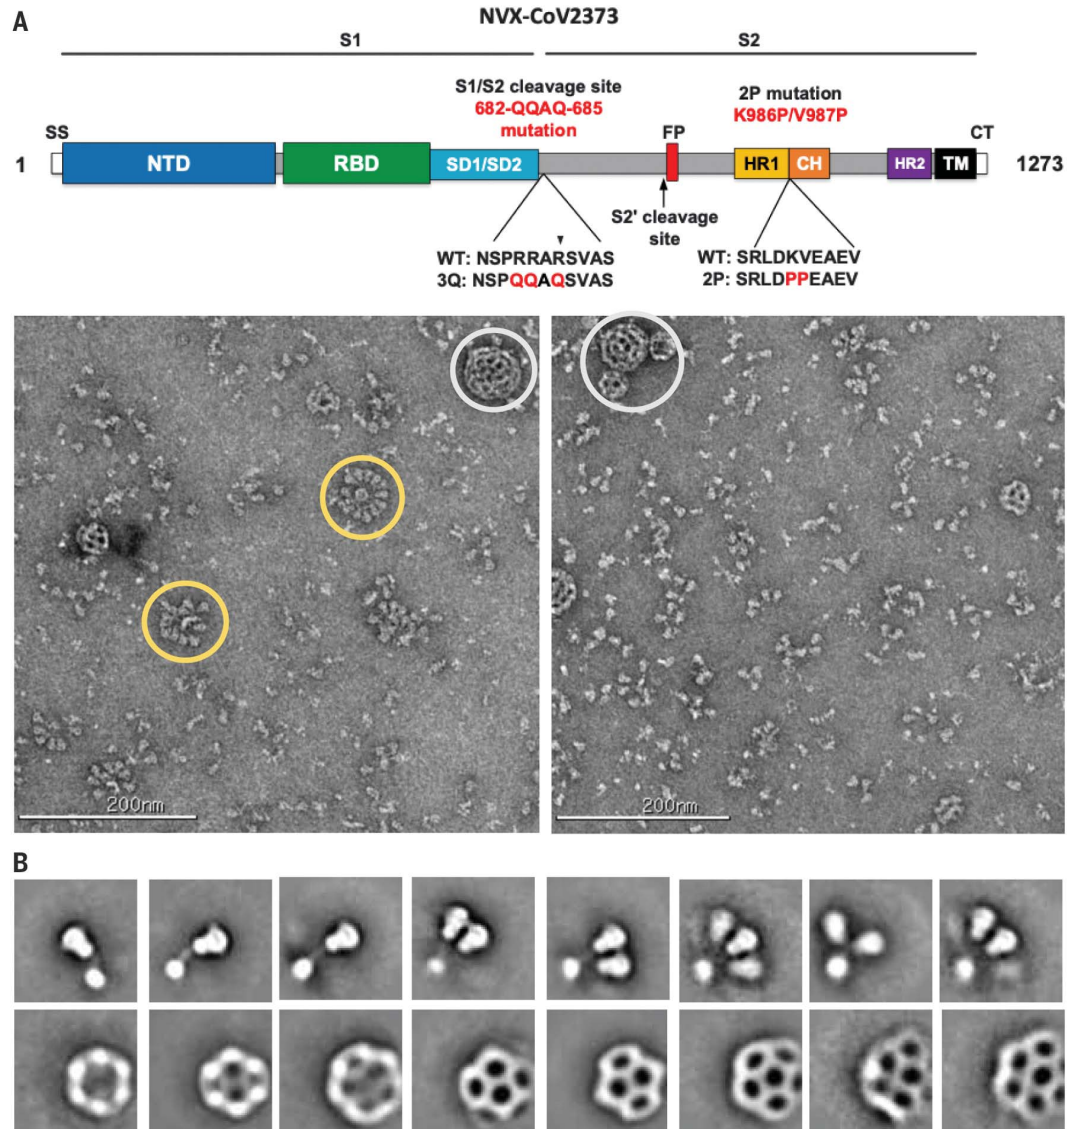 A
NVX-CoV2373
S1
S2
S1/S2 cleavage site
682-QQAQ-685
mutation
2P mutation
K986P/V987P
SS
FP
CT
1
NTD
RBD
SD1/SD2
HR1
CH
HR2
TM
1273
S2' cleavage
site
WT: NSPRRARSVAS
3Q: NSPQQAQSVAS
WT: SRLDKVEAEV
2P: SRLDPPEAEV
200nm
200nm
B